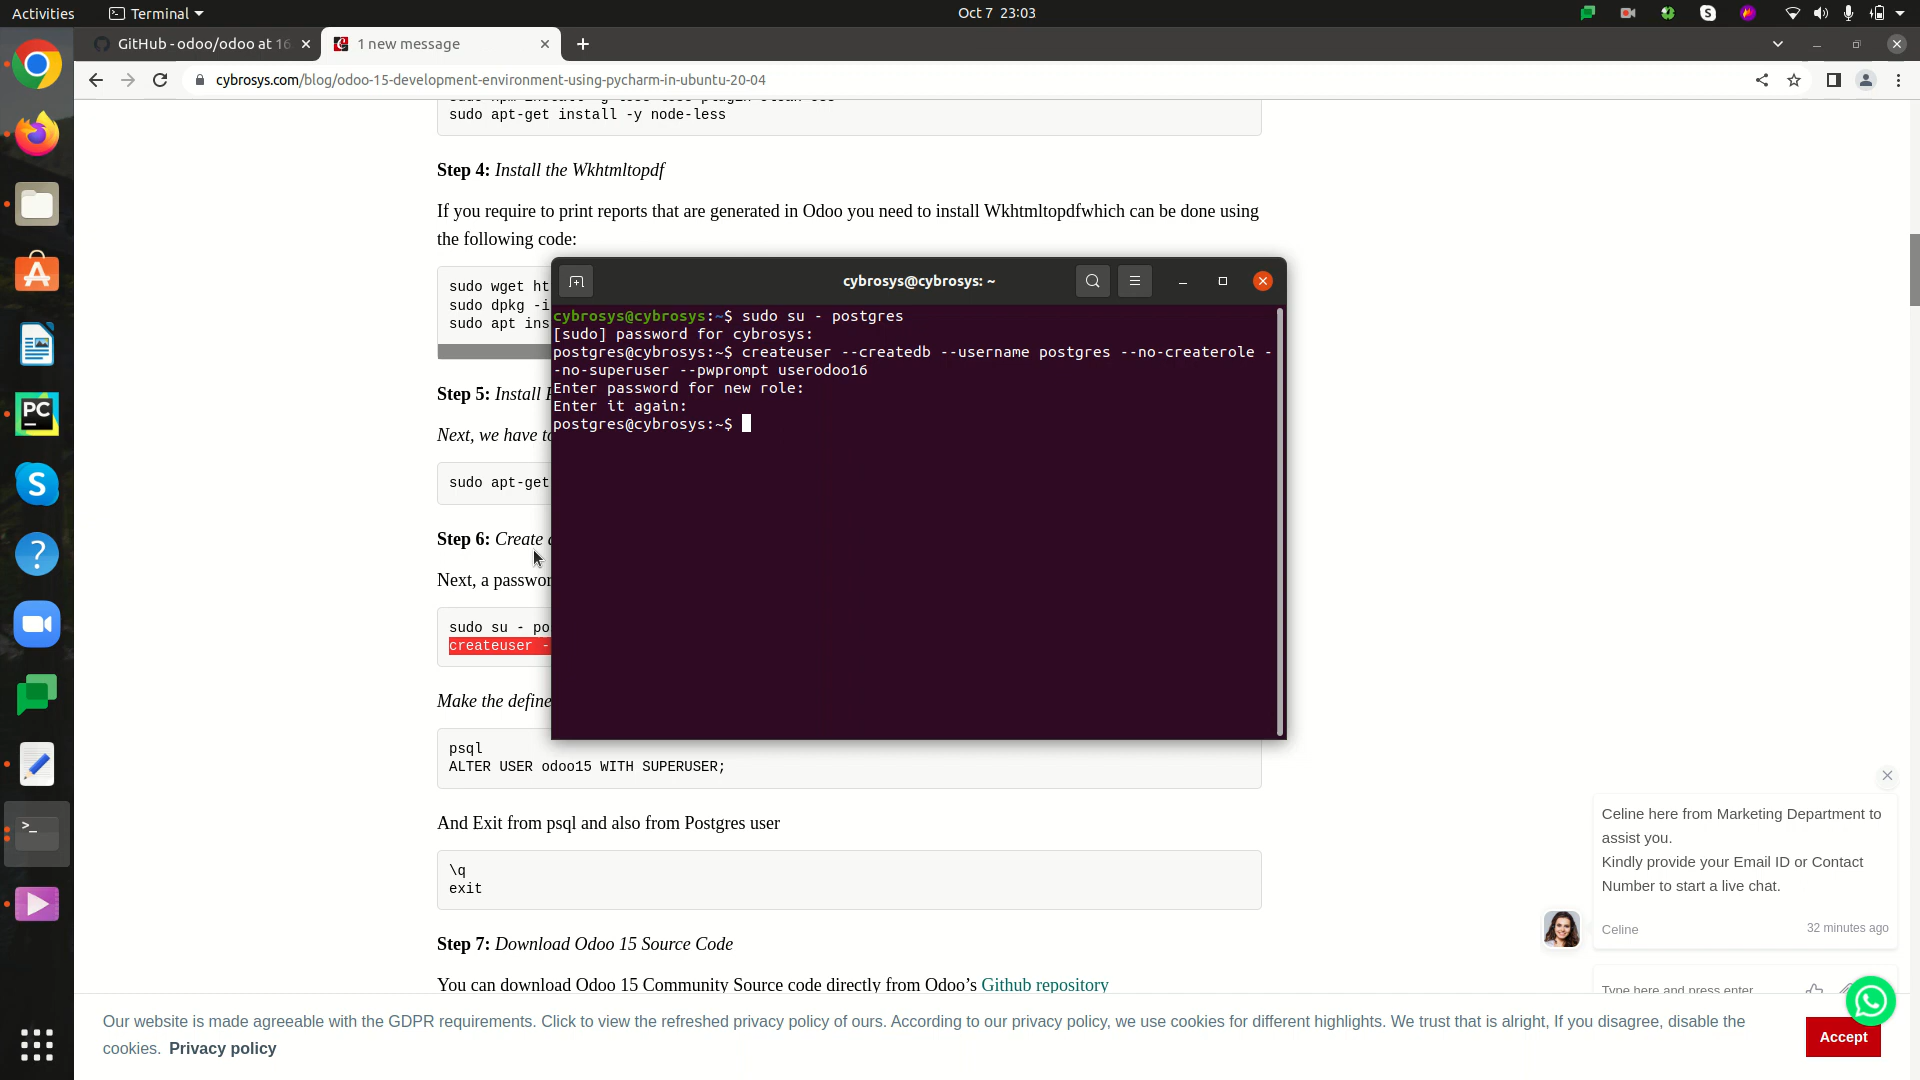 Activities
Terminal
Oct 7 23:03
GitHub - odoo/odoo at 16
1 new message
cybrosys.com/blog/odoo-15-development-environment-using-pycharm-in-ubuntu-20-04
sudo apt-get install -y node-less
Step 4: Install the Wkhtmltopdf
If you require to print reports that are generated in Odoo you need to install Wkhtmltopdfwhich can be done using
the following code:
sudo wget ht
sudo dpkg -i
sudo apt ins
Step 5: Install
Next, we have to
sudo apt-get
Step 6: Create
Next, a passwor
sudo su - po
createuser -
Make the define
psql
ALTER USER odoo15 WITH SUPERUSER;
And Exit from psql and also from Postgres user
\q
exit
Step 7: Download Odoo 15 Source Code
You can download Odoo 15 Community Source code directly from Odoo’s Github repository
cybrosys@cybrosys: ~
cybrosys@cybrosys:~$ sudo su - postgres
[sudo] password for cybrosys:
postgres@cybrosys:~$ createuser --createdb --username postgres --no-createrole -
-no-superuser --pwprompt userodoo16
Enter password for new role:
Enter it again:
postgres@cybrosys:~$
Celine here from Marketing Department to
assist you.
Kindly provide your Email ID or Contact
Number to start a live chat.
Celine
32 minutes ago
Type here and press enter
Our website is made agreeable with the GDPR requirements. Click to view the refreshed privacy policy of ours. According to our privacy policy, we use cookies for different highlights. We trust that is alright, If you disagree, disable the
cookies. Privacy policy
Accept